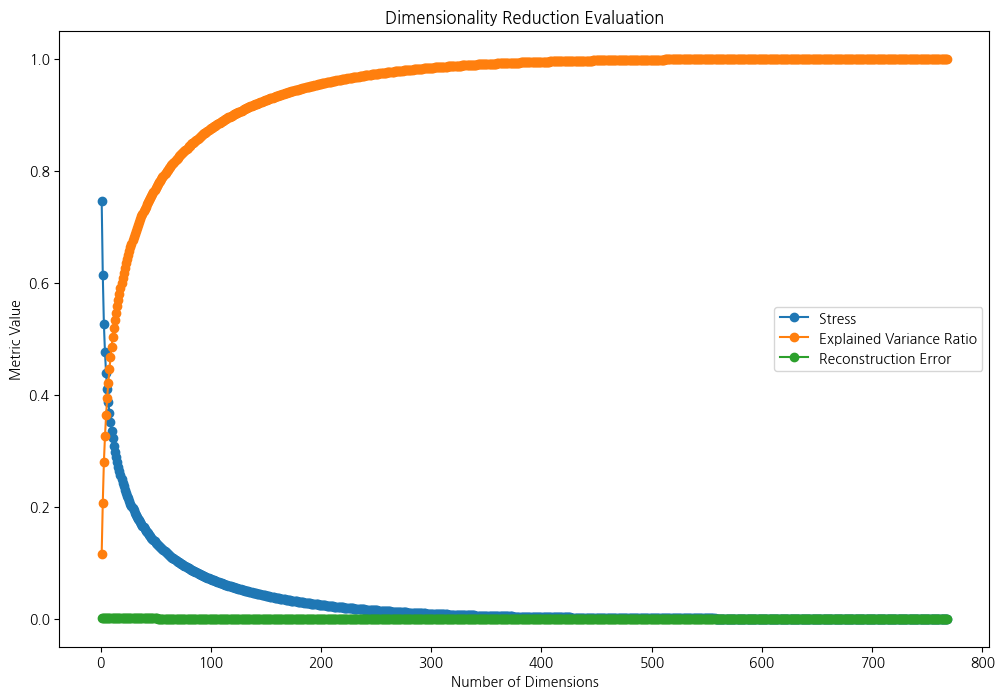 Dimensionality Reduction Evaluation
1.0
0.8
0.6
0.4
0.2
0.0
Metric Value
Stress
Explained Variance Ratio
Reconstruction Error
0 100 200 300 400 500 600 700 800
Number of Dimensions